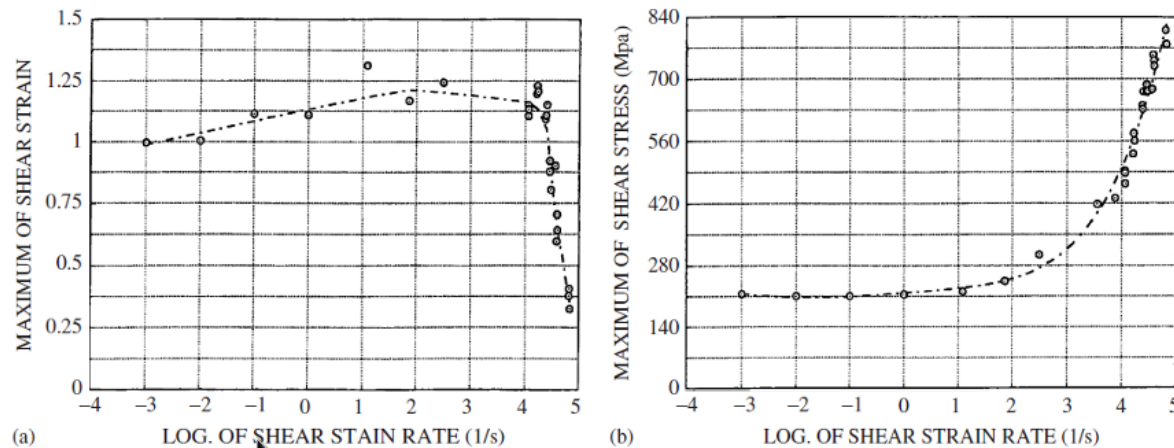 1.5
1.25
1
0.75
0.5
0.25
0
MAXIMUM OF SHEAR STRAIN
–4 –3 –2 –1 0 1 2 3 4 5
(a) LOG. OF SHEAR STAIN RATE (1/s)
840
700
560
420
280
140
0
MAXIMUM OF SHEAR STRESS (Mpa)
–4 –3 –2 –1 0 1 2 3 4 5
(b) LOG. OF SHEAR STRAIN RATE (1/s)